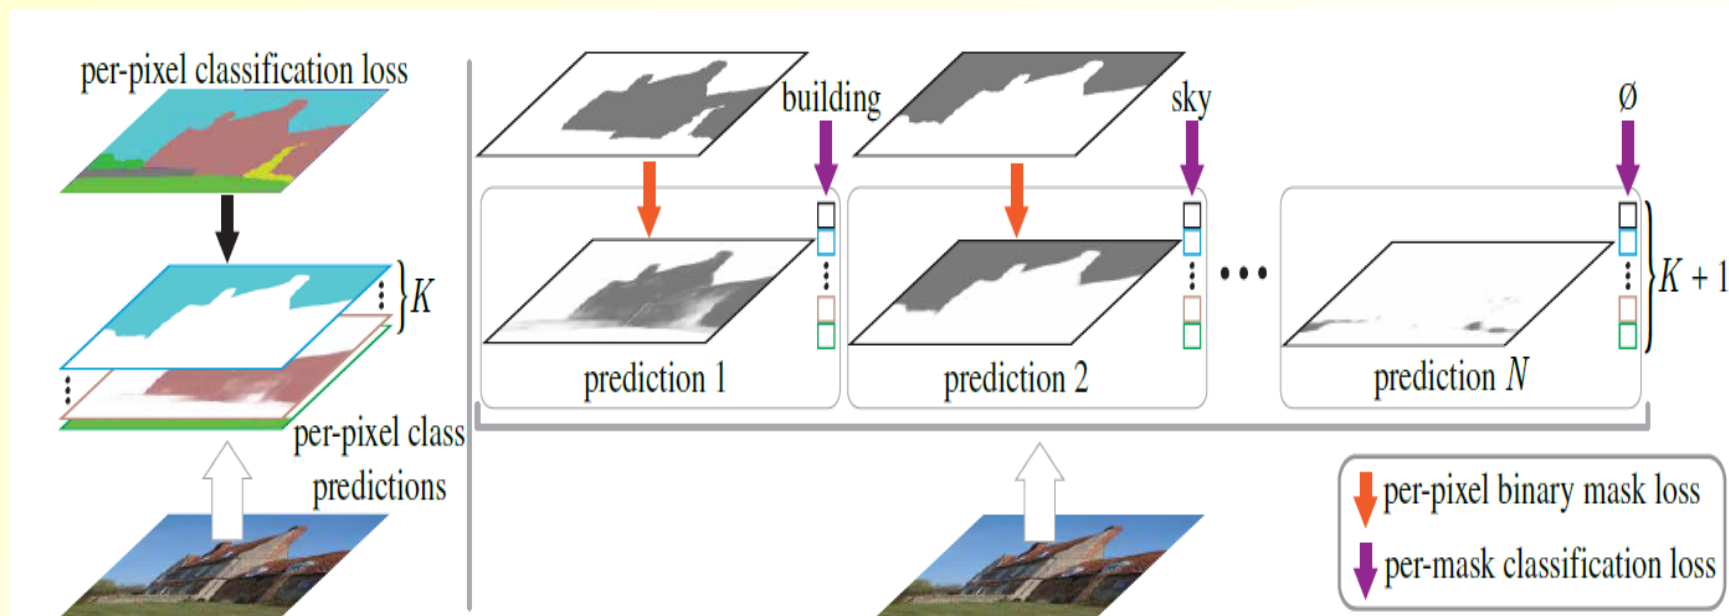 per-pixel classification loss
K
per-pixel class
predictions
building
sky
Ø
K + 1
prediction 1
prediction 2
prediction N
per-pixel binary mask loss
per-mask classification loss